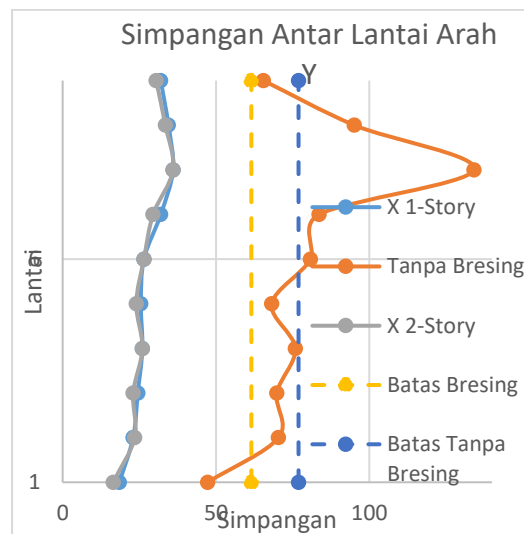 Simpangan Antar Lantai Arah
Y
Lantai
6
1
0
50
100
Simpangan
X 1-Story
Tanpa Bresing
X 2-Story
Batas Bresing
Batas Tanpa
Bresing